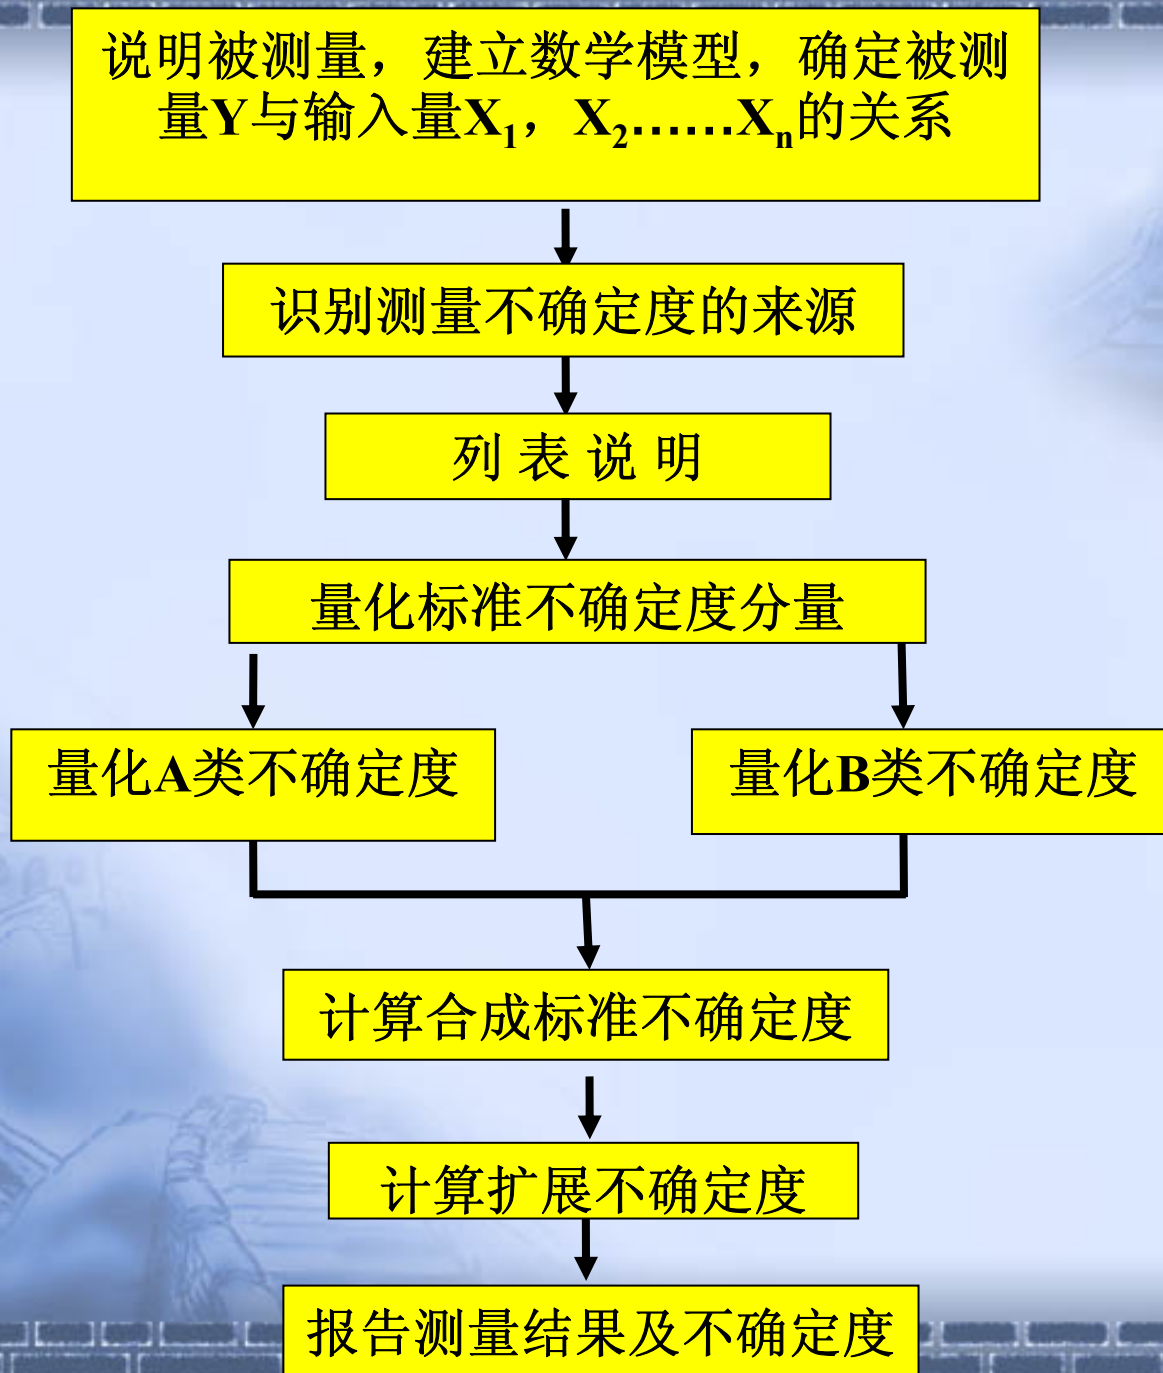 说明被测量，建立数学模型，确定被测
量Y与输入量X₁，X₂……Xₙ的关系
识别测量不确定度的来源
列 表 说 明
量化标准不确定度分量
量化A类不确定度
量化B类不确定度
计算合成标准不确定度
计算扩展不确定度
报告测量结果及不确定度